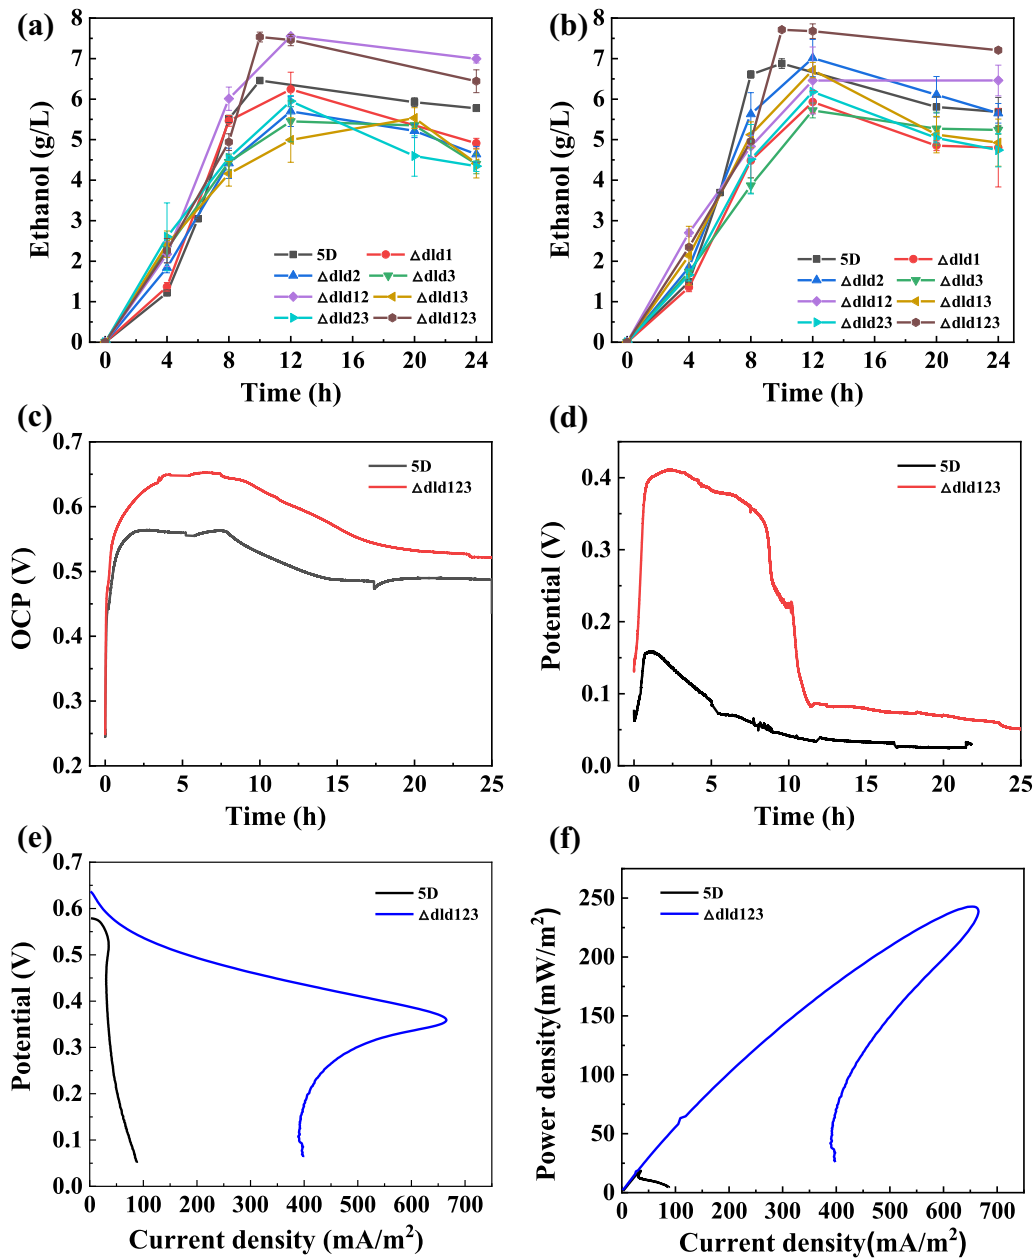 (a)
Ethanol (g/L)
8
7
6
5
4
3
2
1
0
5D
Δdld1
Δdld2
Δdld3
Δdld12
Δdld13
Δdld23
Δdld123
0 4 8 12 16 20 24
Time (h)
(b)
Ethanol (g/L)
8
7
6
5
4
3
2
1
0
5D
Δdld1
Δdld2
Δdld3
Δdld12
Δdld13
Δdld23
Δdld123
0 4 8 12 16 20 24
Time (h)
(c)
OCP (V)
0.7
0.6
0.5
0.4
0.3
0.2
5D
Δdld123
0 5 10 15 20 25
Time (h)
(d)
Potential (V)
0.4
0.3
0.2
0.1
0.0
5D
Δdld123
0 5 10 15 20 25
Time (h)
(e)
Potential (V)
0.7
0.6
0.5
0.4
0.3
0.2
0.1
0.0
5D
Δdld123
0 100 200 300 400 500 600 700
Current density (mA/m²)
(f)
Power density(mW/m²)
250
200
150
100
50
0
5D
Δdld123
0 100 200 300 400 500 600 700
Current density(mA/m²)